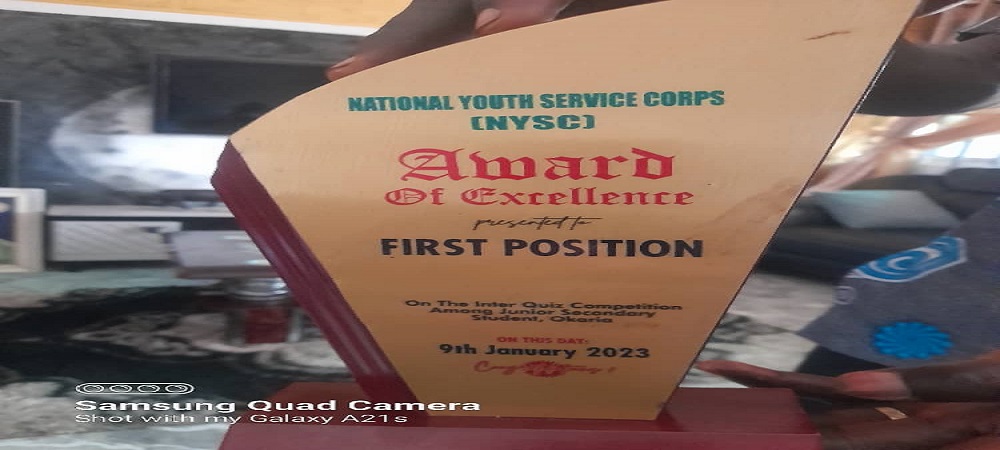 NATIONAL YOUTH SERVICE CORPS
(NYSC)
Award
Of Excellence
presented to
FIRST POSITION
On The Inter Quiz Competition
Among Junior Secondary
Student, Okaria
ON THIS DAY:
9th January 2023
Samsung Quad Camera
Shot with my Galaxy A21s